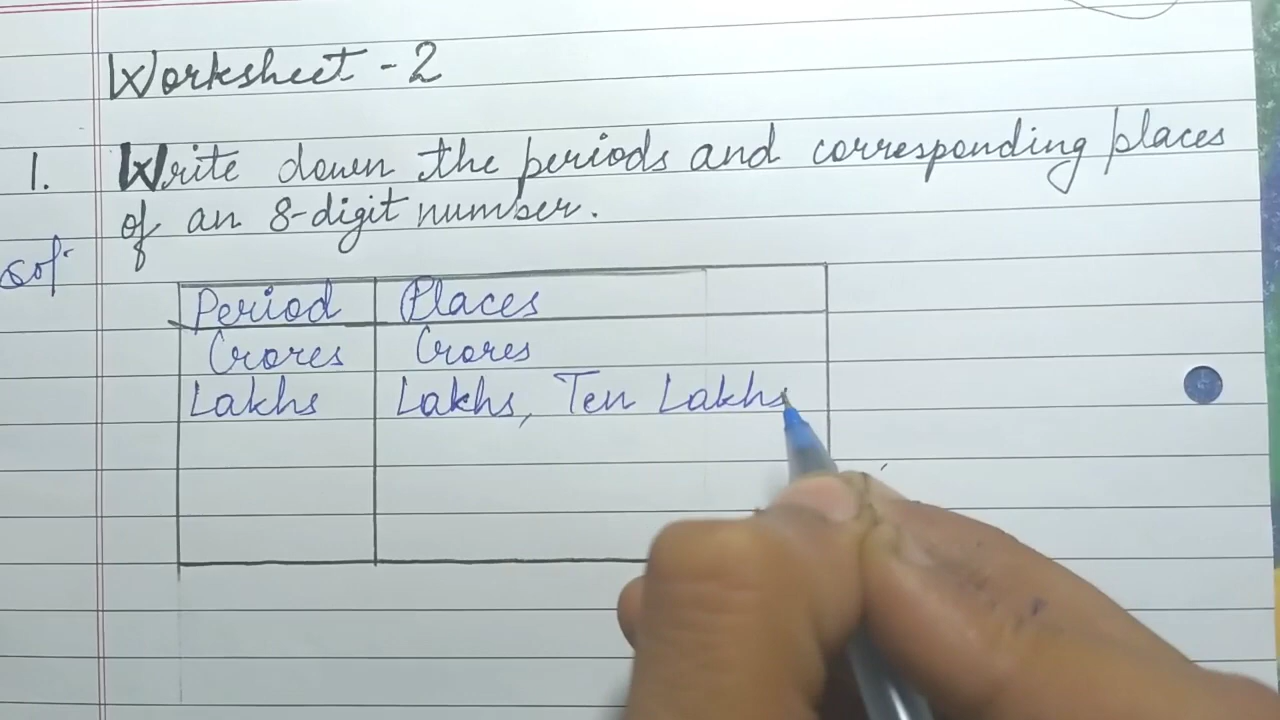 Worksheet - 2
1. Write down the periods and corresponding places
of an 8-digit number.
Sol.
Period Places
Crores Crores
Lakhs Lakhs, Ten Lakhs